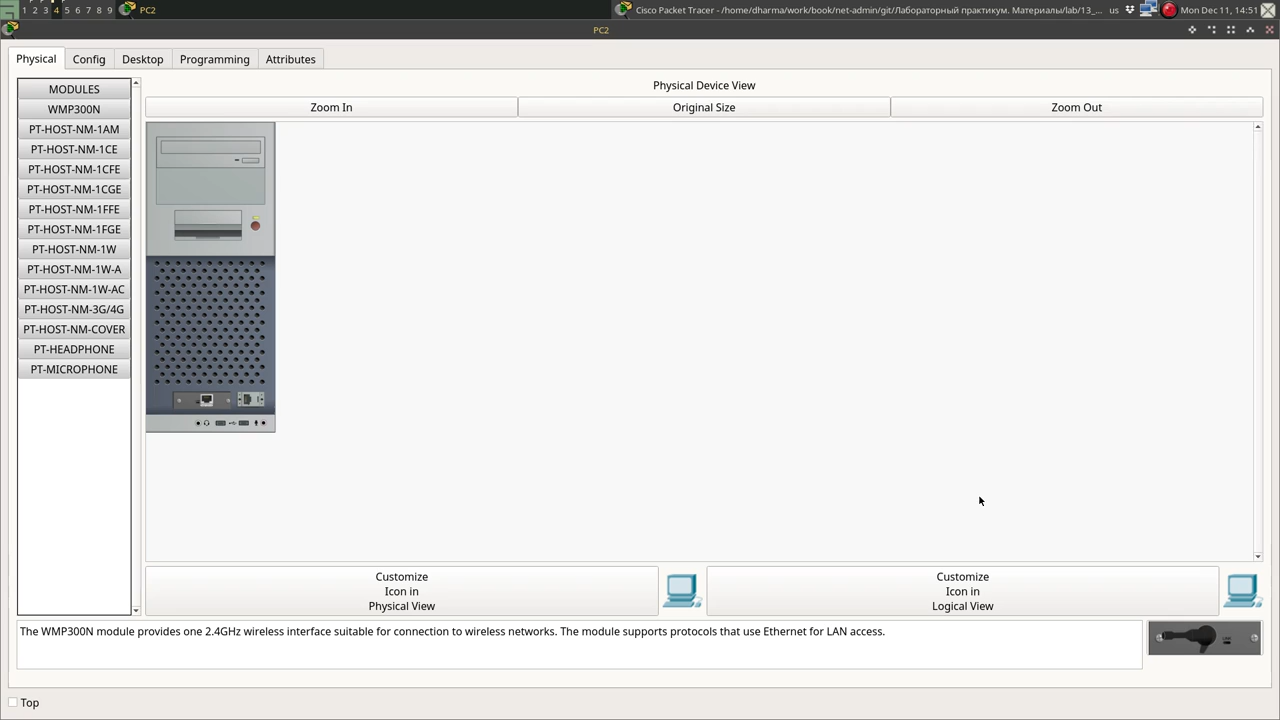 1 2 3 4 5 6 7 8 9 PC2 Cisco Packet Tracer - /home/dharma/work/book/net-admin/git/Лабораторный практикум. Материалы/lab/13_... us Mon Dec 11, 14:51
PC2
Physical Config Desktop Programming Attributes
MODULES
WMP300N
PT-HOST-NM-1AM
PT-HOST-NM-1CE
PT-HOST-NM-1CFE
PT-HOST-NM-1CGE
PT-HOST-NM-1FFE
PT-HOST-NM-1FGE
PT-HOST-NM-1W
PT-HOST-NM-1W-A
PT-HOST-NM-1W-AC
PT-HOST-NM-3G/4G
PT-HOST-NM-COVER
PT-HEADPHONE
PT-MICROPHONE
Physical Device View
Zoom In Original Size Zoom Out
Customize
Icon in
Physical View
Customize
Icon in
Logical View
The WMP300N module provides one 2.4GHz wireless interface suitable for connection to wireless networks. The module supports protocols that use Ethernet for LAN access.
Top